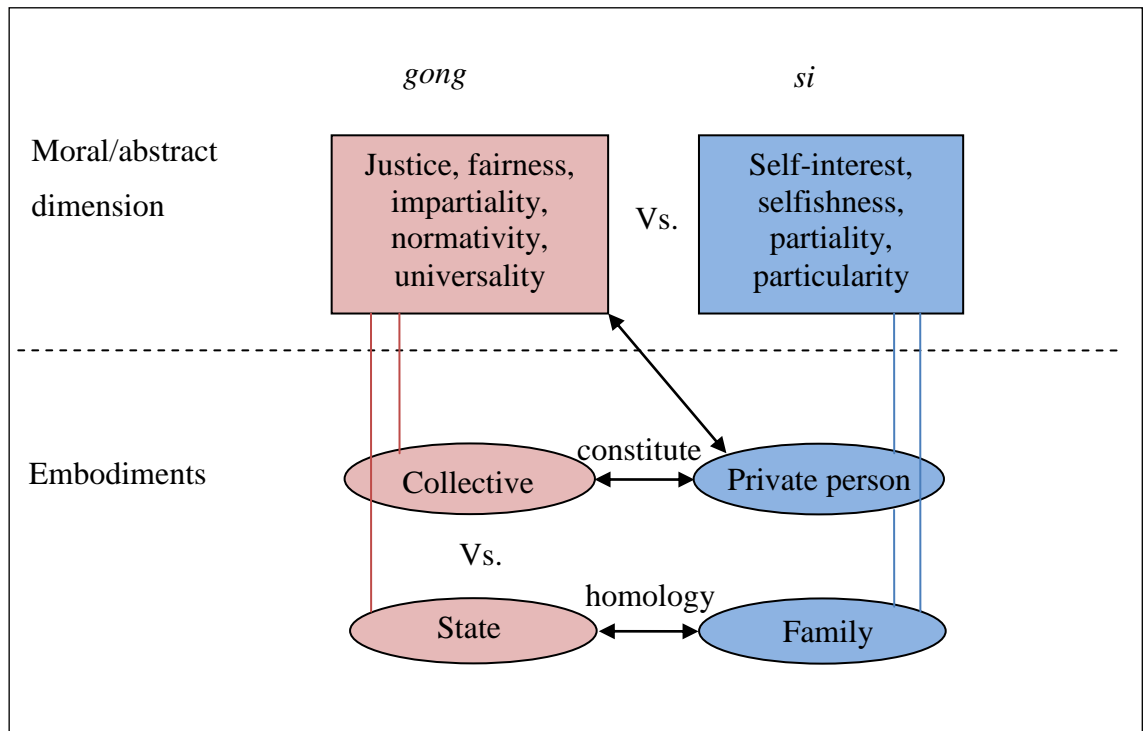 gong
si
Moral/abstract
dimension
Justice, fairness,
impartiality,
normativity,
universality
Vs.
Self-interest,
selfishness,
partiality,
particularity
Embodiments
Collective
constitute
Private person
Vs.
State
homology
Family